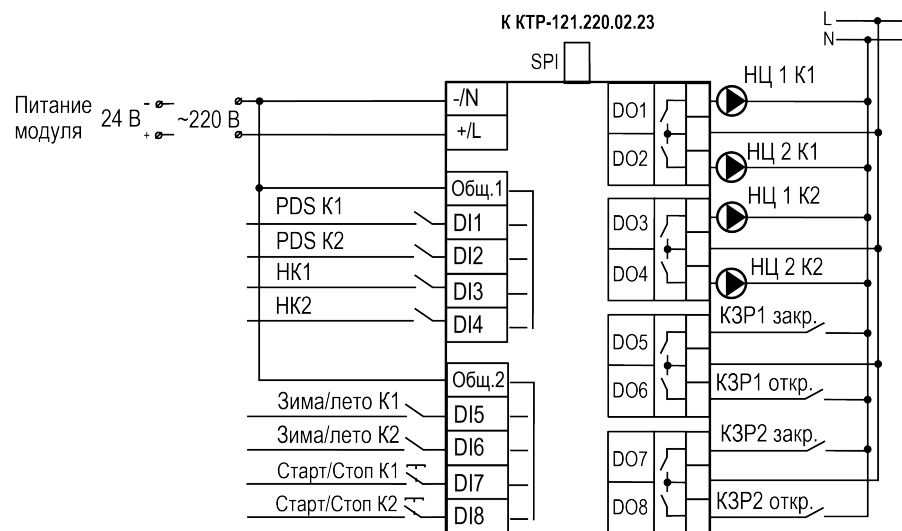 К КТР-121.220.02.23
L
N
SPI
НЦ 1 К1
Питание
модуля
24 В
-
+
~220 В
-/N
+/L
DO1
DO2
НЦ 2 К1
Общ.1
НЦ 1 К2
PDS К1
DI1
DO3
PDS К2
DI2
DO4
НК1
DI3
НЦ 2 К2
НК2
DI4
КЗР1 закр.
DO5
Общ.2
DO6
КЗР1 откр.
Зима/лето К1
DI5
Зима/лето К2
DI6
КЗР2 закр.
DO7
Старт/Стоп К1
DI7
Старт/Стоп К2
DI8
DO8
КЗР2 откр.